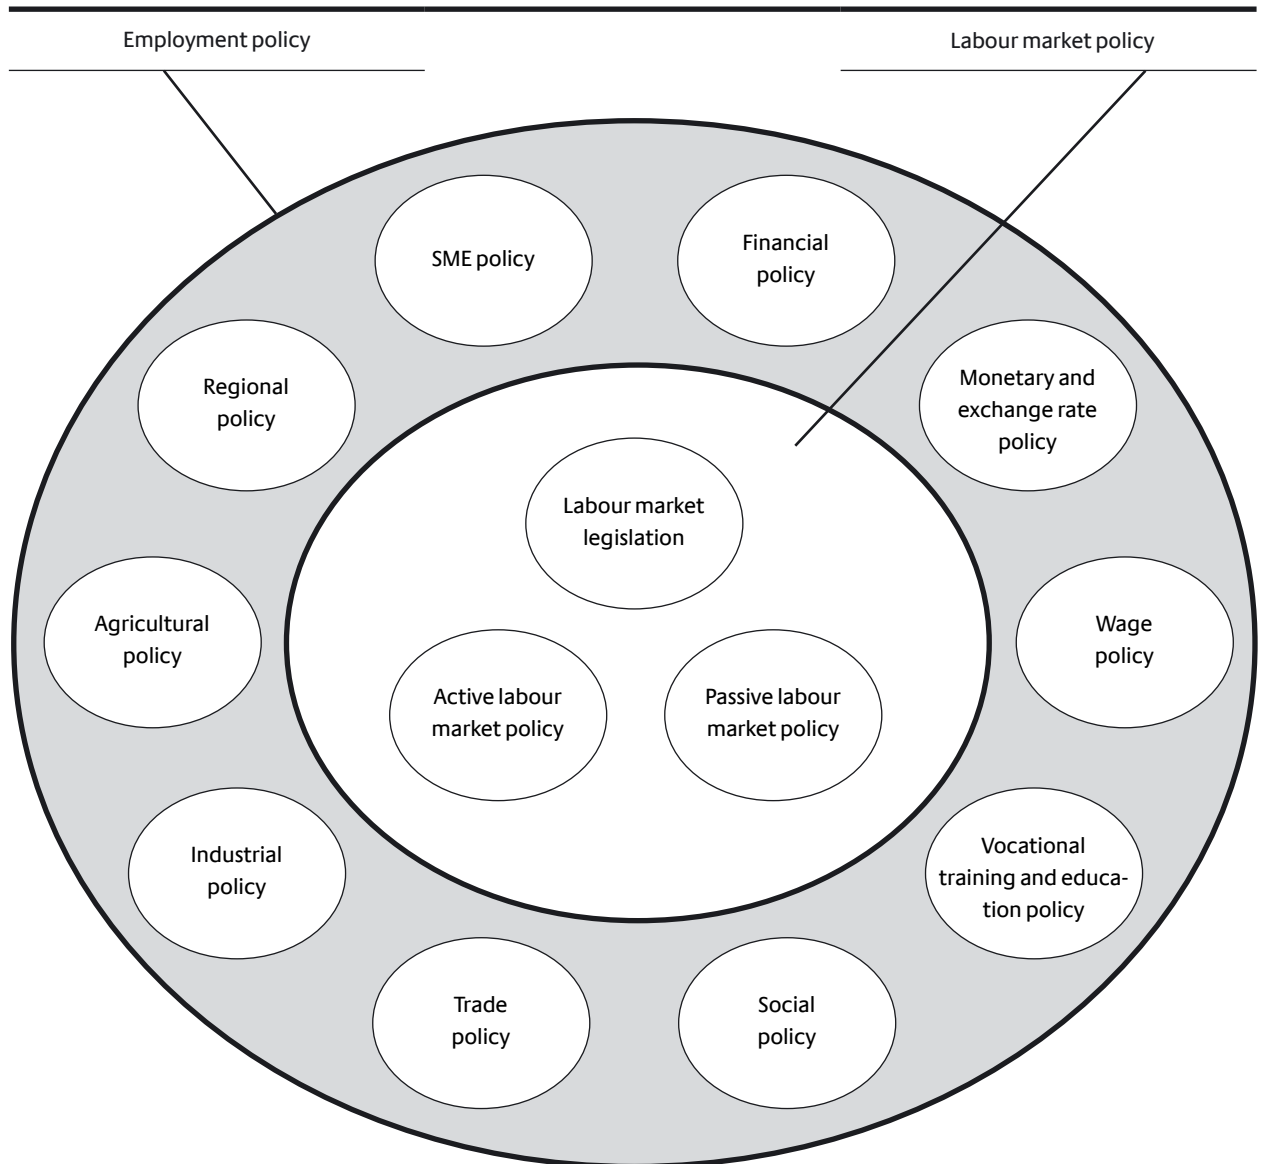 Employment policy
Labour market policy
SME policy
Financial
policy
Regional
policy
Monetary and
exchange rate
policy
Labour market
legislation
Agricultural
policy
Wage
policy
Active labour
market policy
Passive labour
market policy
Industrial
policy
Vocational
training and educa-
tion policy
Trade
policy
Social
policy